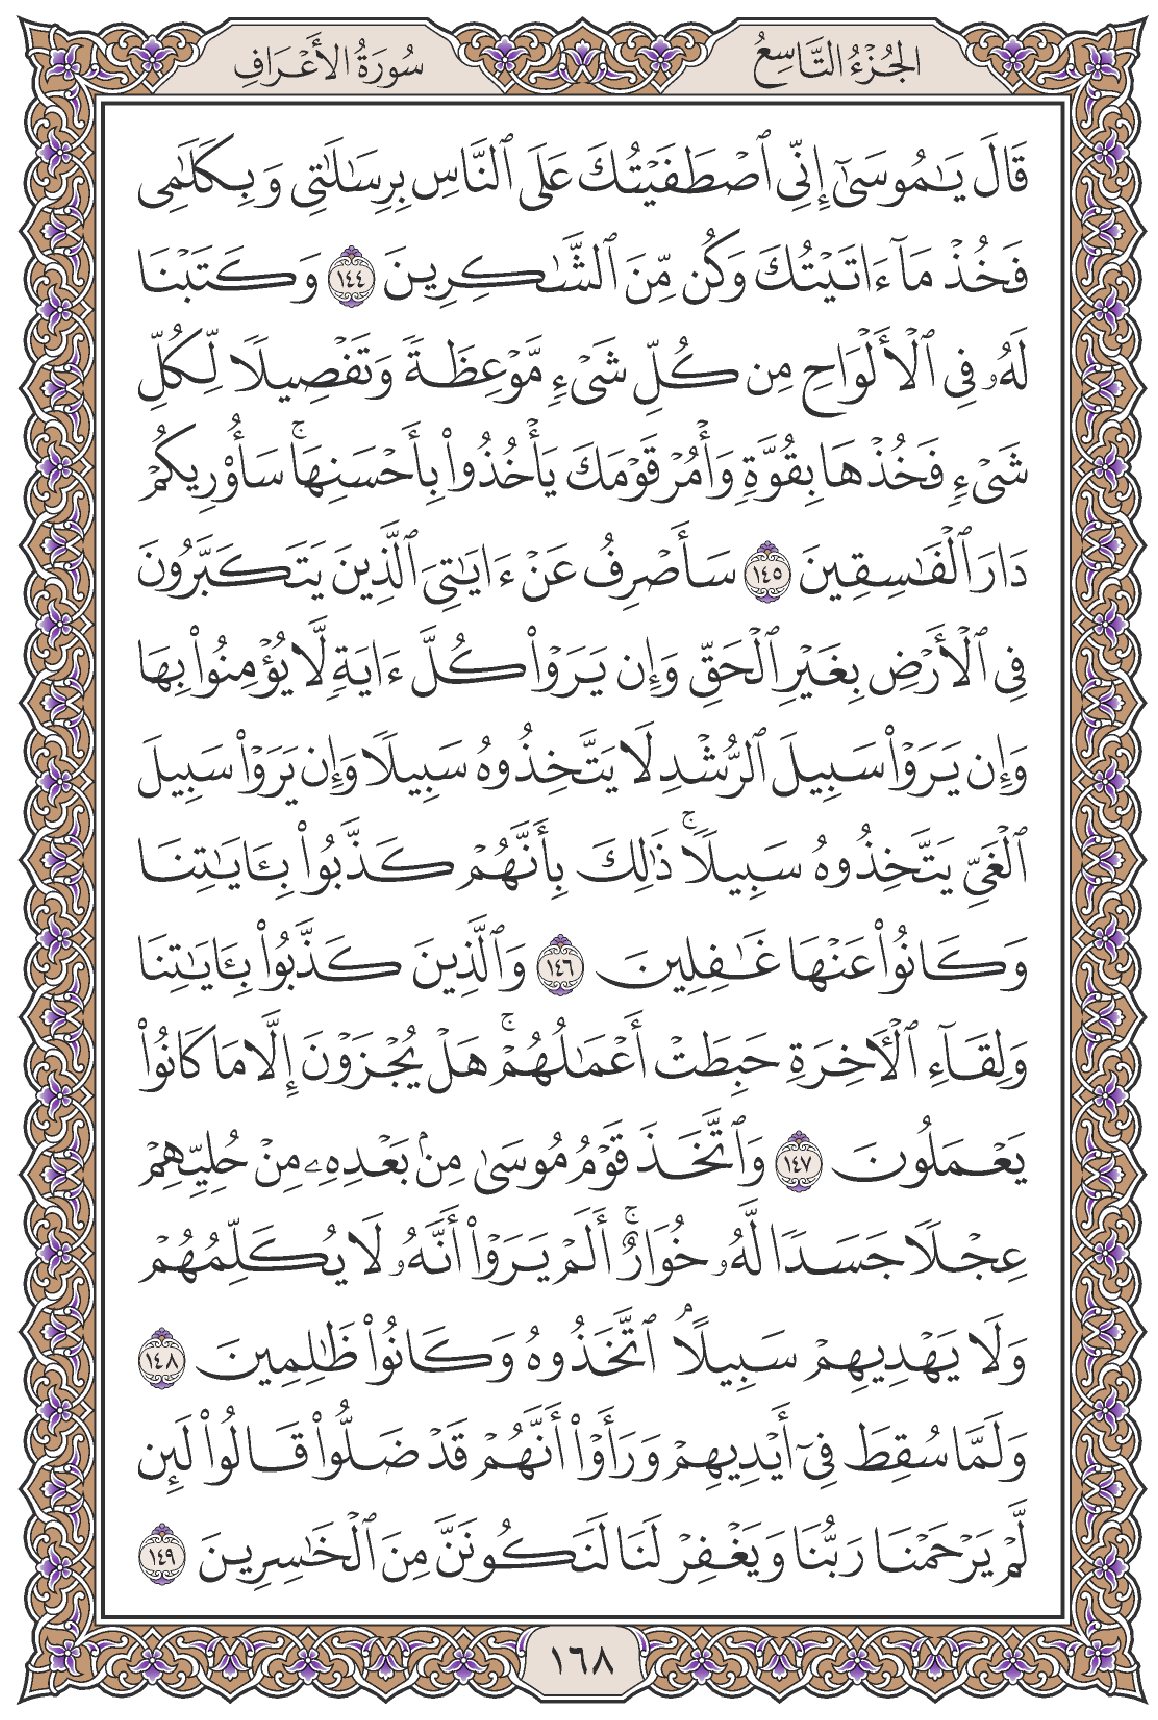 الجُزْءُ التَّاسِعُ
سُورَةُ الأَعْرَافِ
قَالَ يَٰمُوسَىٰٓ إِنِّي ٱصْطَفَيْتُكَ عَلَى ٱلنَّاسِ بِرِسَٰلَٰتِي وَبِكَلَٰمِي
فَخُذْ مَآ ءَاتَيْتُكَ وَكُن مِّنَ ٱلشَّٰكِرِينَ ١٤٤ وَكَتَبْنَا
لَهُۥ فِي ٱلْأَلْوَاحِ مِن كُلِّ شَيْءٍ مَّوْعِظَةً وَتَفْصِيلًا لِّكُلِّ
شَيْءٍ فَخُذْهَا بِقُوَّةٍ وَأْمُرْ قَوْمَكَ يَأْخُذُوا۟ بِأَحْسَنِهَا ۚ سَأُو۟رِيكُمْ
دَارَ ٱلْفَٰسِقِينَ ١٤٥ سَأَصْرِفُ عَنْ ءَايَٰتِيَ ٱلَّذِينَ يَتَكَبَّرُونَ
فِي ٱلْأَرْضِ بِغَيْرِ ٱلْحَقِّ وَإِن يَرَوْا۟ كُلَّ ءَايَةٍ لَّا يُؤْمِنُوا۟ بِهَا
وَإِن يَرَوْا۟ سَبِيلَ ٱلرُّشْدِ لَا يَتَّخِذُوهُ سَبِيلًا وَإِن يَرَوْا۟ سَبِيلَ
ٱلْغَيِّ يَتَّخِذُوهُ سَبِيلًا ۚ ذَٰلِكَ بِأَنَّهُمْ كَذَّبُوا۟ بِـَٔايَٰتِنَا
وَكَانُوا۟ عَنْهَا غَٰفِلِينَ ١٤٦ وَٱلَّذِينَ كَذَّبُوا۟ بِـَٔايَٰتِنَا
وَلِقَآءِ ٱلْأَخِرَةِ حَبِطَتْ أَعْمَٰلُهُمْ ۚ هَلْ يُجْزَوْنَ إِلَّا مَا كَانُوا۟
يَعْمَلُونَ ١٤٧ وَٱتَّخَذَ قَوْمُ مُوسَىٰ مِنۢ بَعْدِهِۦ مِنْ حُلِيِّهِمْ
عِجْلًا جَسَدًا لَّهُۥ خُوَارٌ ۚ أَلَمْ يَرَوْا۟ أَنَّهُۥ لَا يُكَلِّمُهُمْ
وَلَا يَهْدِيهِمْ سَبِيلًا ۘ ٱتَّخَذُوهُ وَكَانُوا۟ ظَٰلِمِينَ ١٤٨
وَلَمَّا سُقِطَ فِيٓ أَيْدِيهِمْ وَرَأَوْا۟ أَنَّهُمْ قَدْ ضَلُّوا۟ قَالُوا۟ لَئِن
لَّمْ يَرْحَمْنَا رَبُّنَا وَيَغْفِرْ لَنَا لَنَكُونَنَّ مِنَ ٱلْخَٰسِرِينَ ١٤٩
١٦٨